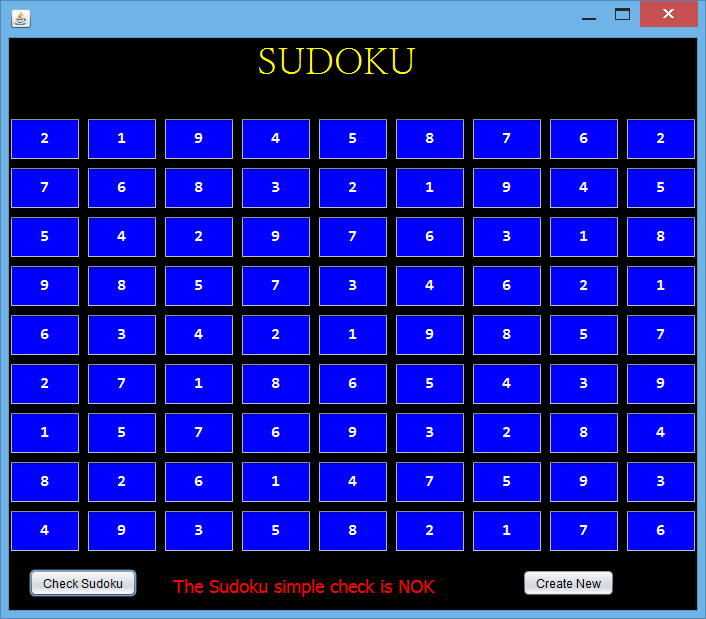 SUDOKU
2 1 9 4 5 8 7 6 2
7 6 8 3 2 1 9 4 5
5 4 2 9 7 6 3 1 8
9 8 5 7 3 4 6 2 1
6 3 4 2 1 9 8 5 7
2 7 1 8 6 5 4 3 9
1 5 7 6 9 3 2 8 4
8 2 6 1 4 7 5 9 3
4 9 3 5 8 2 1 7 6
Check Sudoku The Sudoku simple check is NOK Create New